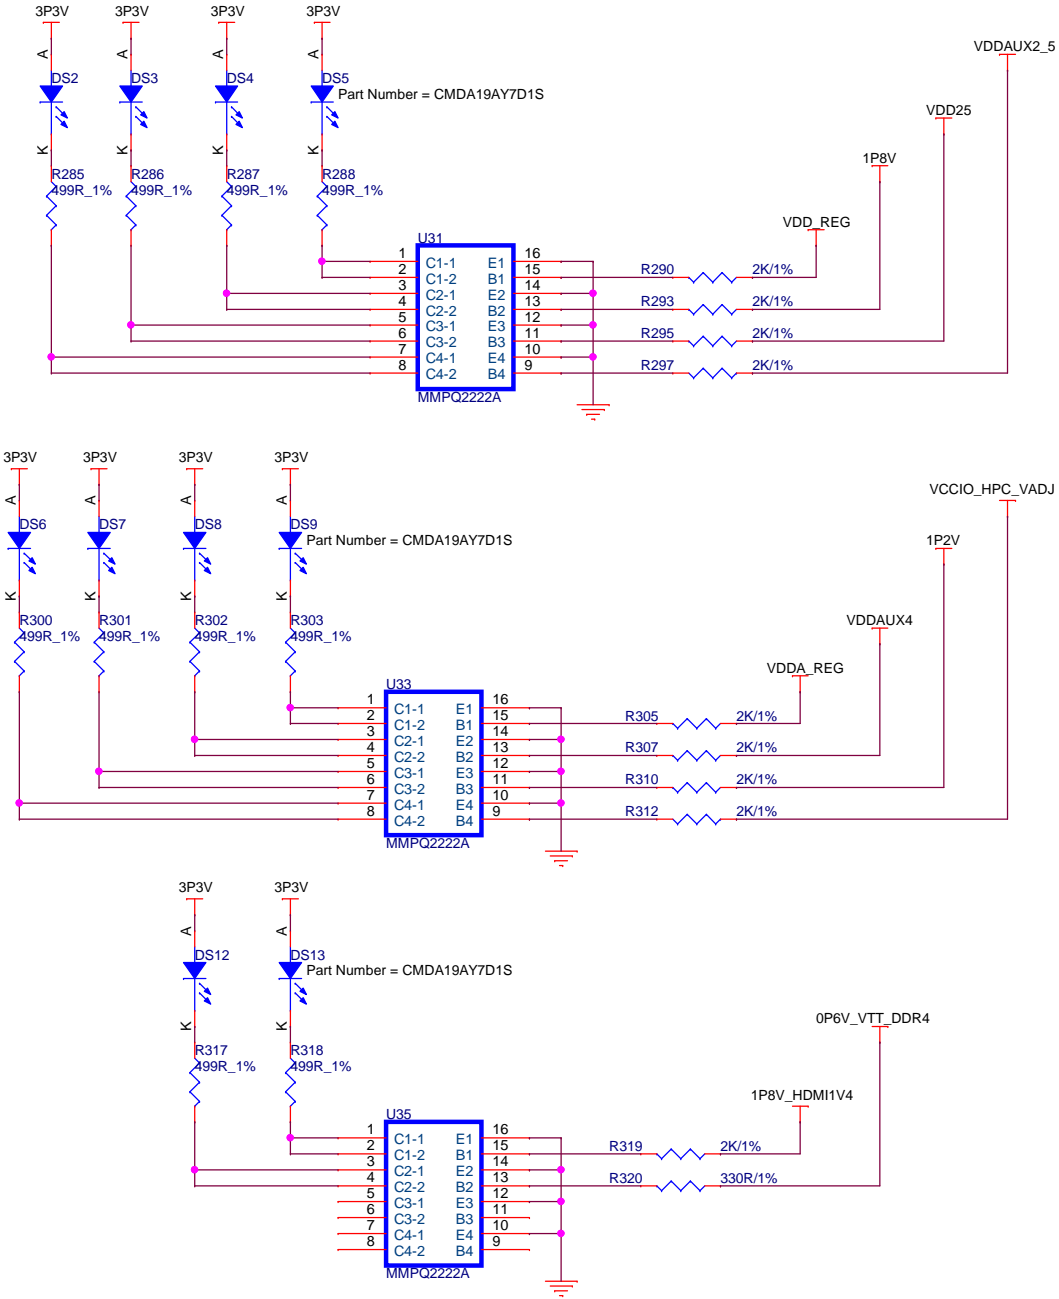 3P3V 3P3V 3P3V 3P3V
VDDAUX2_5
A A A A
DS2 DS3 DS4 DS5
Part Number = CMDA19AY7D1S
VDD25
K K K K
1P8V
R285 R286 R287 R288
499R_1% 499R_1% 499R_1% 499R_1%
VDD_REG
U31
1 C1-1 E1 16
2 C1-2 B1 15 R290 2K/1%
3 C2-1 E2 14
4 C2-2 B2 13 R293 2K/1%
5 C3-1 E3 12
6 C3-2 B3 11 R295 2K/1%
7 C4-1 E4 10
8 C4-2 B4 9 R297 2K/1%
MMPQ2222A
3P3V 3P3V 3P3V 3P3V
VCCIO_HPC_VADJ
A A A A
DS6 DS7 DS8 DS9
Part Number = CMDA19AY7D1S
1P2V
K K K K
R300 R301 R302 R303
VDDAUX4
499R_1% 499R_1% 499R_1% 499R_1%
VDDA_REG
U33
1 C1-1 E1 16
2 C1-2 B1 15 R305 2K/1%
3 C2-1 E2 14
4 C2-2 B2 13 R307 2K/1%
5 C3-1 E3 12
6 C3-2 B3 11 R310 2K/1%
7 C4-1 E4 10
8 C4-2 B4 9 R312 2K/1%
MMPQ2222A
3P3V 3P3V
A A
DS12 DS13
Part Number = CMDA19AY7D1S
0P6V_VTT_DDR4
K K
R317 R318
499R_1% 499R_1%
1P8V_HDMI1V4
U35
1 C1-1 E1 16
2 C1-2 B1 15 R319 2K/1%
3 C2-1 E2 14
4 C2-2 B2 13 R320 330R/1%
5 C3-1 E3 12
6 C3-2 B3 11
7 C4-1 E4 10
8 C4-2 B4 9
MMPQ2222A